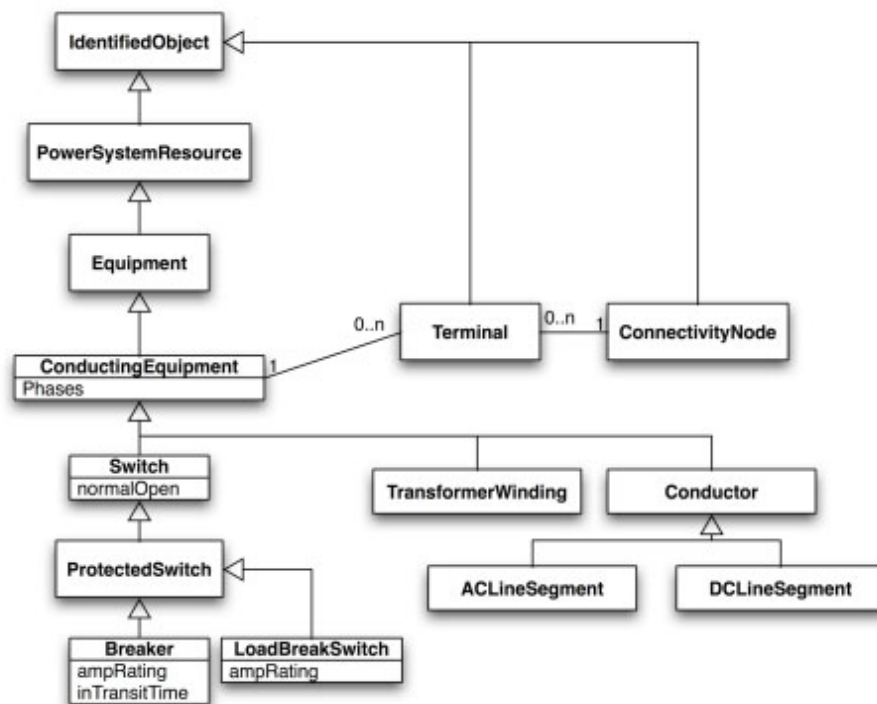 IdentifiedObject
PowerSystemResource
Equipment
0..n
Terminal
0..n
1
ConnectivityNode
ConductingEquipment
1
Phases
Switch
normalOpen
TransformerWinding
Conductor
ProtectedSwitch
ACLineSegment
DCLineSegment
Breaker
ampRating
inTransitTime
LoadBreakSwitch
ampRating